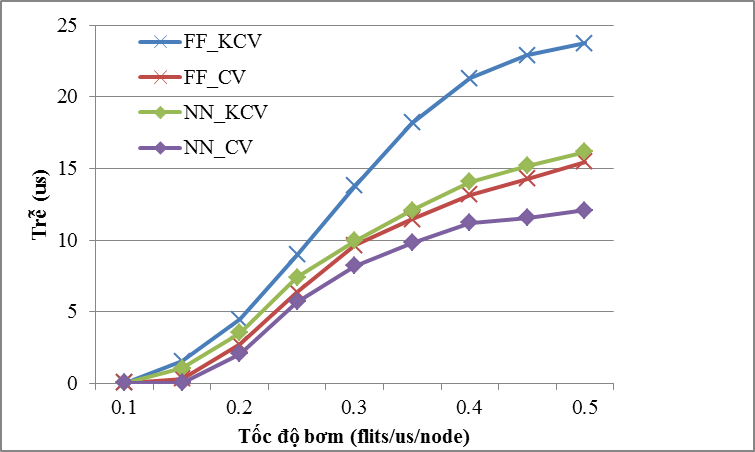 25
20
15
10
5
0
Trễ (us)
FF_KCV
FF_CV
NN_KCV
NN_CV
0.1 0.2 0.3 0.4 0.5
Tốc độ bơm (flits/us/node)